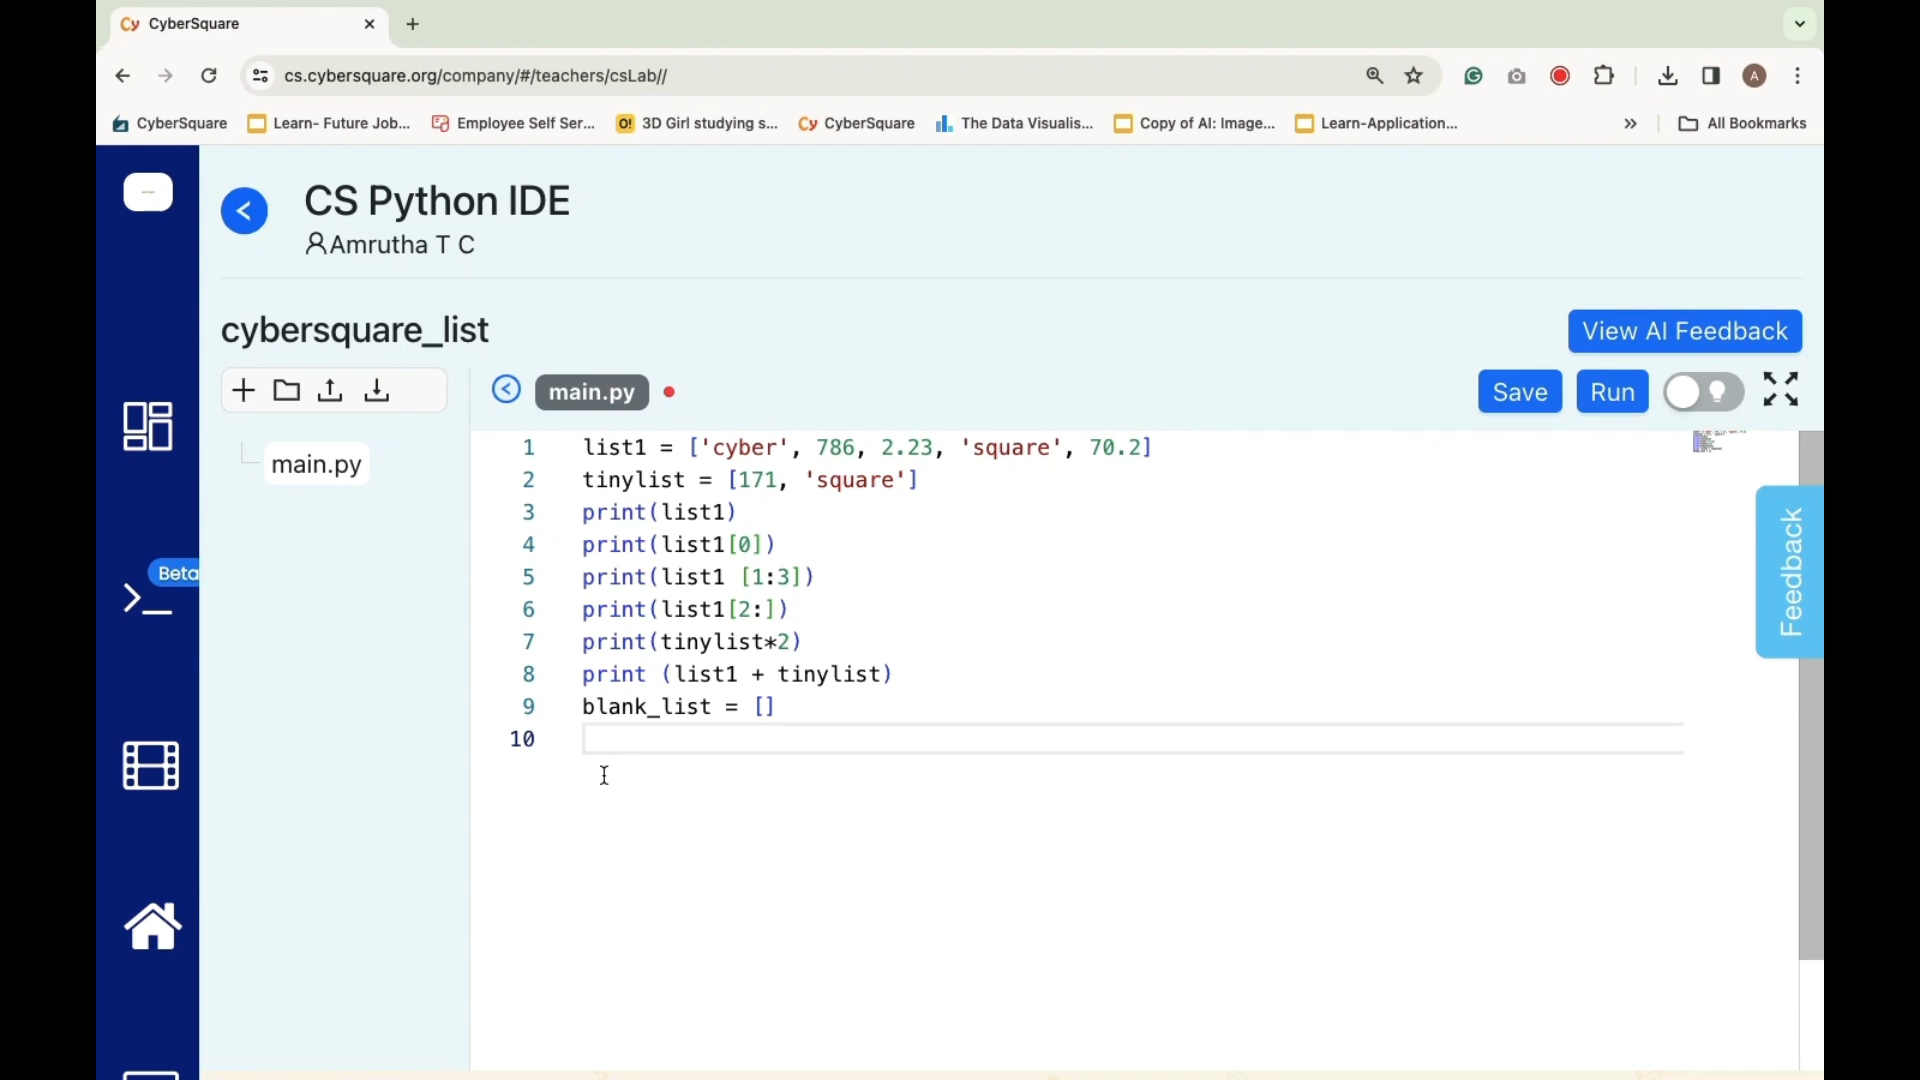 Cy CyberSquare
cs.cybersquare.org/company/#/teachers/csLab//
A
CyberSquare Learn- Future Job... Employee Self Ser... O! 3D Girl studying s... Cy CyberSquare The Data Visualis... Copy of AI: Image... Learn-Application... All Bookmarks
CS Python IDE
Amrutha T C
cybersquare_list
View AI Feedback
main.py
Save
Run
main.py
Beta
Feedback
1 list1 = ['cyber', 786, 2.23, 'square', 70.2]
2 tinylist = [171, 'square']
3 print(list1)
4 print(list1[0])
5 print(list1 [1:3])
6 print(list1[2:])
7 print(tinylist*2)
8 print (list1 + tinylist)
9 blank_list = []
10